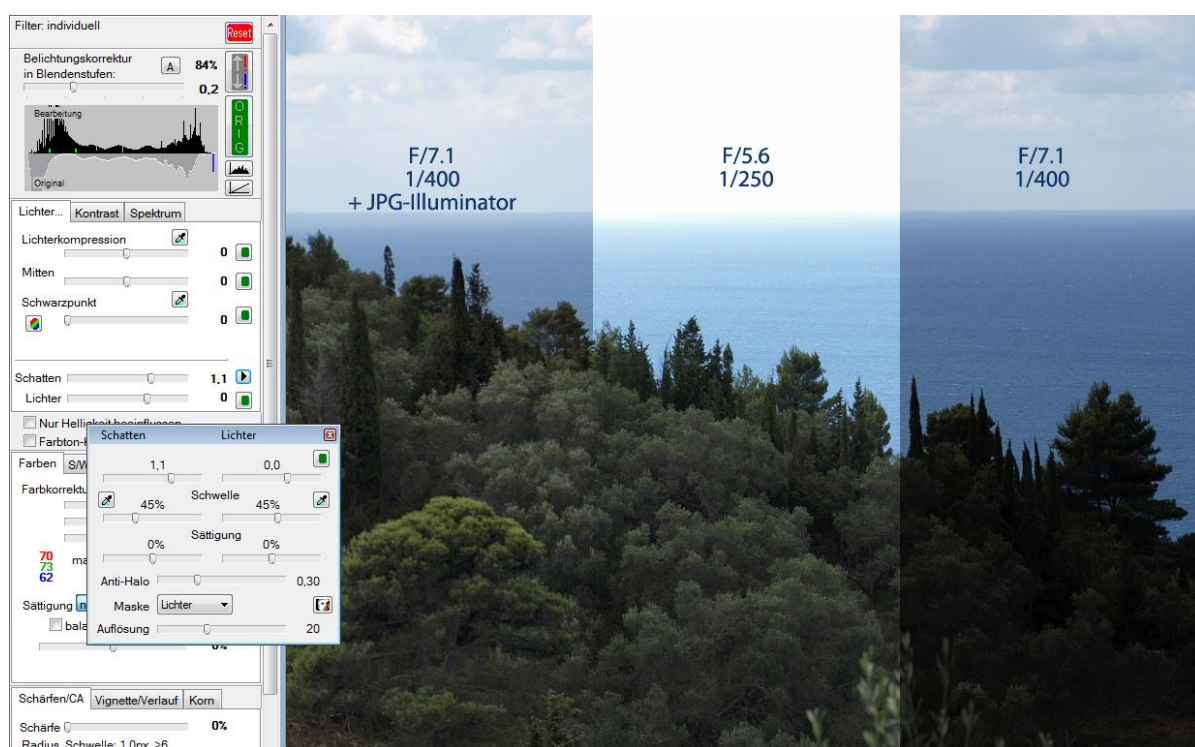 Filter: individuell
Reset
Belichtungskorrektur
in Blendenstufen:
A
84%
0,2
Bearbeitung
Original
ORIG
Lichter...
Kontrast
Spektrum
Lichterkompression
0
Mitten
0
Schwarzpunkt
0
Schatten
1,1
Lichter
0
Nur Helligkeit beeinflussen
Farbton-H
Farben
S/W
Farbkorrektu
70
73
62
ma
Sättigung
n
bala
0%
Schatten
Lichter
1,1
0,0
Schwelle
45%
45%
Sättigung
0%
0%
Anti-Halo
0,30
Maske
Lichter
Auflösung
20
Schärfen/CA
Vignette/Verlauf
Korn
Schärfe
0%
Radius, Schwelle: 1,0px, >6
F/7.1
1/400
+ JPG-Illuminator
F/5.6
1/250
F/7.1
1/400